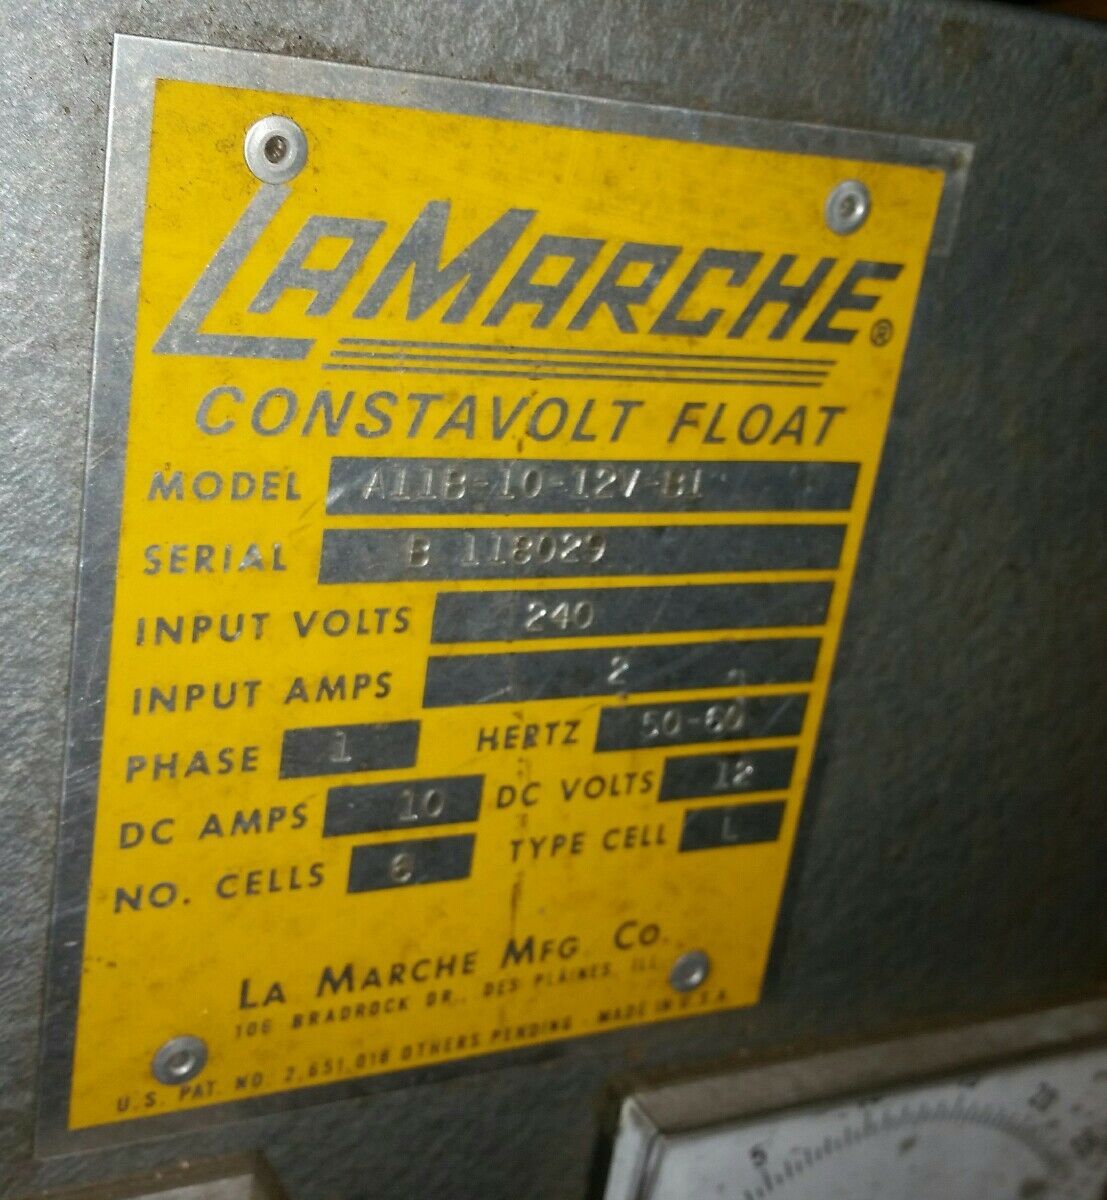 LAMARCHE®
CONSTAVOLT FLOAT
MODEL A11B-10-12V-B1
SERIAL B 118029
INPUT VOLTS 240
INPUT AMPS 2
PHASE 1 HERTZ 50-60
DC AMPS 10 DC VOLTS 12
NO. CELLS 6 TYPE CELL L
LA MARCHE MFG. CO.
106 BRADROCK DR., DES PLAINES, ILL.
U.S. PAT. NO. 2,651,018 OTHERS PENDING - MADE IN U.S.A.
5